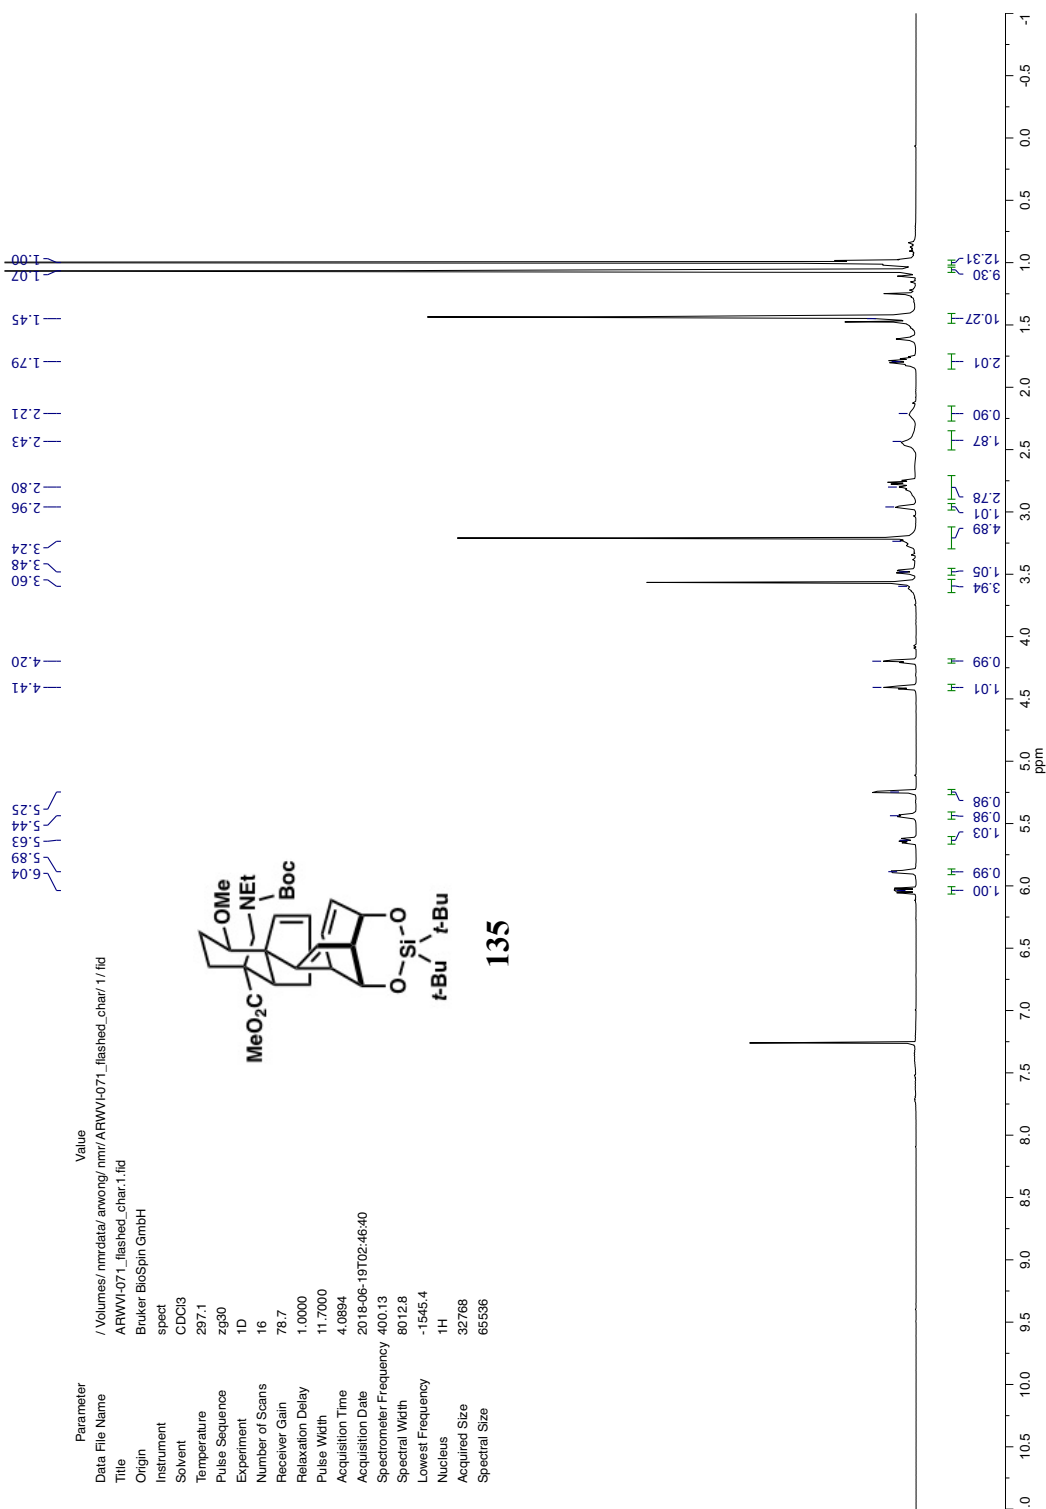 Parameter Value
Data File Name / Volumes/ nmrdata/ arwong/ nmr/ ARWVI-071_flashed_char/ 1/ fid
Title ARWVI-071_flashed_char.1.fid
Origin Bruker BioSpin GmbH
Instrument spect
Solvent CDCl3
Temperature 297.1
Pulse Sequence zg30
Experiment 1D
Number of Scans 16
Receiver Gain 78.7
Relaxation Delay 1.0000
Pulse Width 11.7000
Acquisition Time 4.0894
Acquisition Date 2018-06-19T02:46:40
Spectrometer Frequency 400.13
Spectral Width 8012.8
Lowest Frequency -1545.4
Nucleus 1H
Acquired Size 32768
Spectral Size 65536
MeO2C
OMe
NEt
Boc
O
O
Si
t-Bu
t-Bu
135
6.04
5.89
5.63
5.44
5.25
4.41
4.20
3.60
3.48
3.24
2.96
2.80
2.43
2.21
1.79
1.45
1.07
1.00
1.00
0.99
1.03
0.98
0.98
1.01
0.99
3.94
1.05
4.89
1.01
2.78
1.87
0.90
2.01
10.27
9.30
12.31
.0 10.5 10.0 9.5 9.0 8.5 8.0 7.5 7.0 6.5 6.0 5.5 5.0 4.5 4.0 3.5 3.0 2.5 2.0 1.5 1.0 0.5 0.0 -0.5 -1
ppm